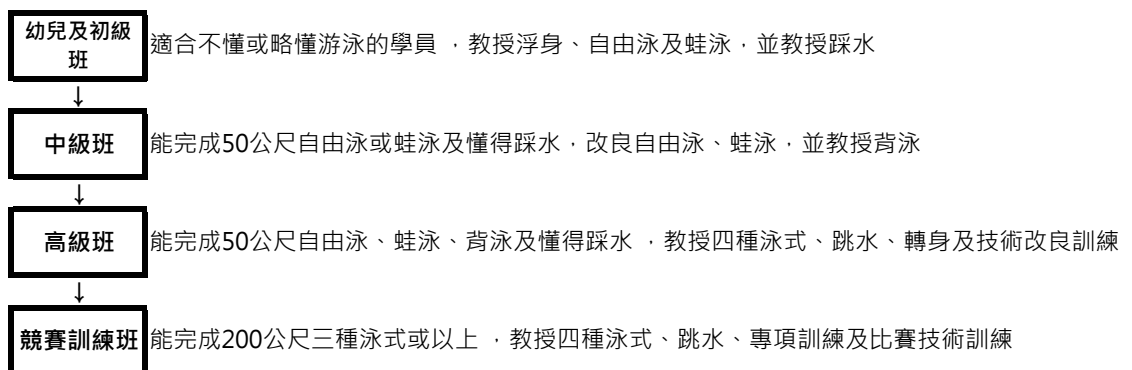 幼兒及初級
班
適合不懂或略懂游泳的學員 ，教授浮身、自由泳及蛙泳，並教授踩水
↓
中級班
能完成50公尺自由泳或蛙泳及懂得踩水，改良自由泳、蛙泳，並教授背泳
↓
高級班
能完成50公尺自由泳、蛙泳、背泳及懂得踩水 ，教授四種泳式、跳水、轉身及技術改良訓練
↓
競賽訓練班
能完成200公尺三種泳式或以上 ，教授四種泳式、跳水、專項訓練及比賽技術訓練